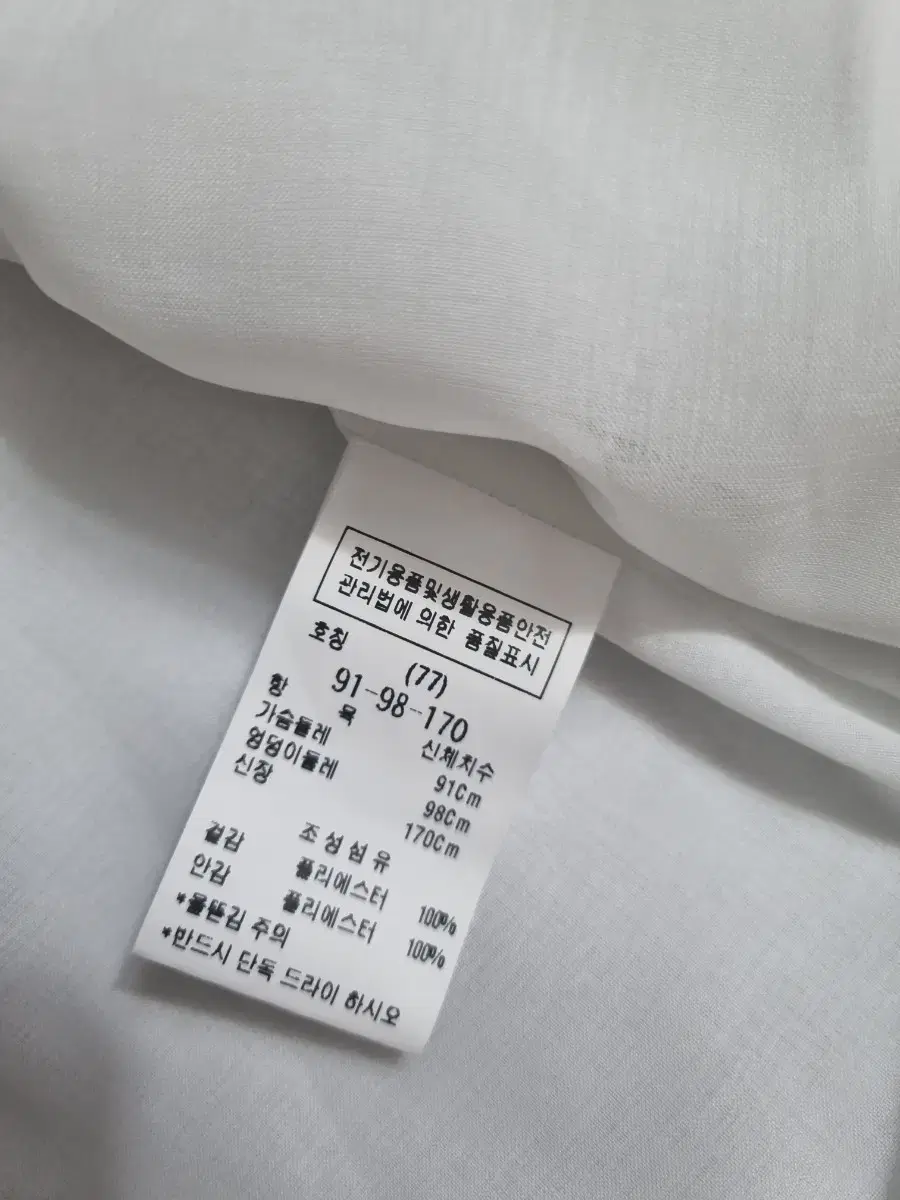 전기용품및생활용품안전
관리법에 의한 품질표시
호칭 (77)
91-98-170
항 목 신체치수
가슴둘레 91Cm
엉덩이둘레 98Cm
신장 170Cm
조성섬유
겉감 폴리에스터 100%
안감 폴리에스터 100%
*올뜯김 주의
*반드시 단독 드라이 하시오